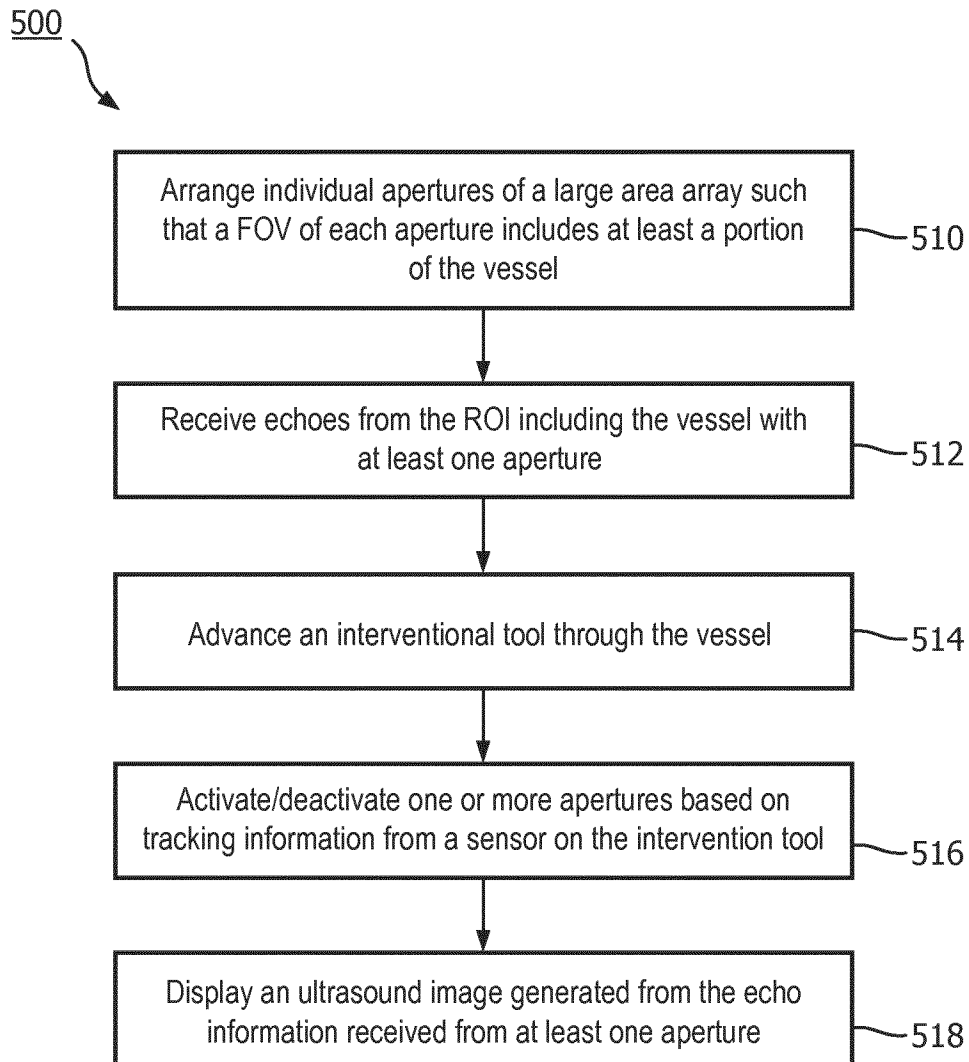 500
Arrange individual apertures of a large area array such
that a FOV of each aperture includes at least a portion
of the vessel
510
Receive echoes from the ROI including the vessel with
at least one aperture
512
Advance an interventional tool through the vessel
514
Activate/deactivate one or more apertures based on
tracking information from a sensor on the intervention tool
516
Display an ultrasound image generated from the echo
information received from at least one aperture
518